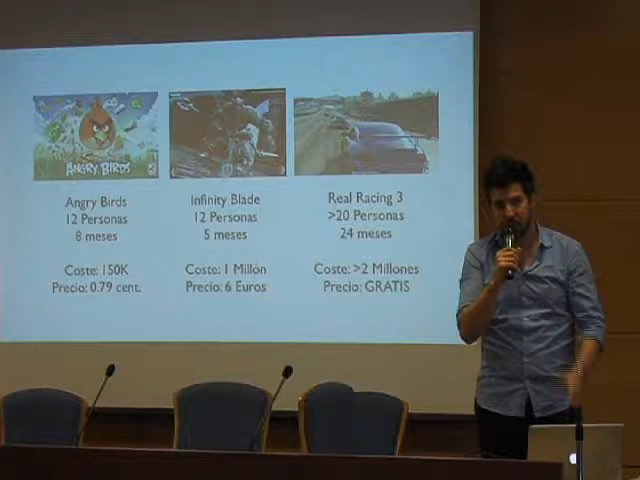 ANGRY BIRDS
Angry Birds
12 Personas
8 meses
Coste: 150K
Precio: 0.79 cent.
Infinity Blade
12 Personas
5 meses
Coste: 1 Millón
Precio: 6 Euros
Real Racing 3
>20 Personas
24 meses
Coste: >2 Millones
Precio: GRATIS